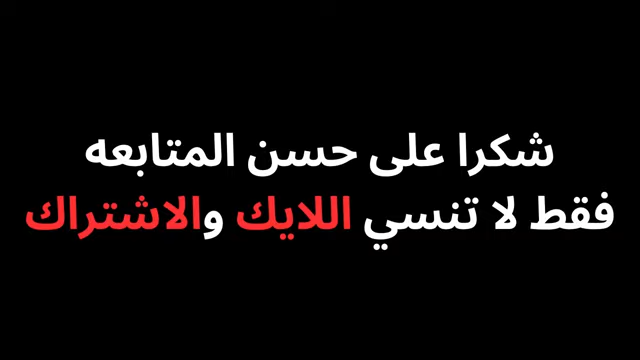 شكرا على حسن المتابعه
فقط لا تنسي اللايك والاشتراك